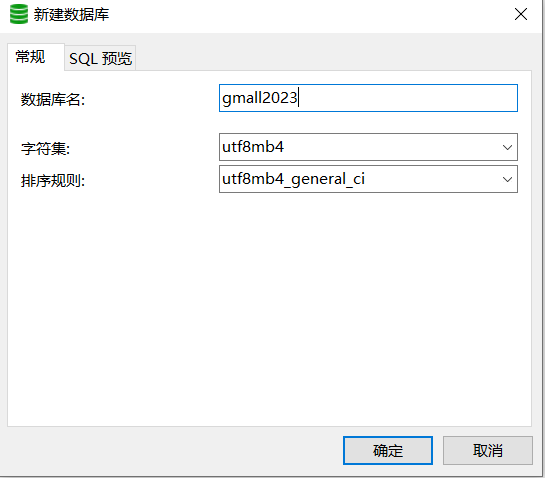 新建数据库
常规 SQL 预览
数据库名: gmall2023
字符集: utf8mb4
排序规则: utf8mb4_general_ci
确定 取消